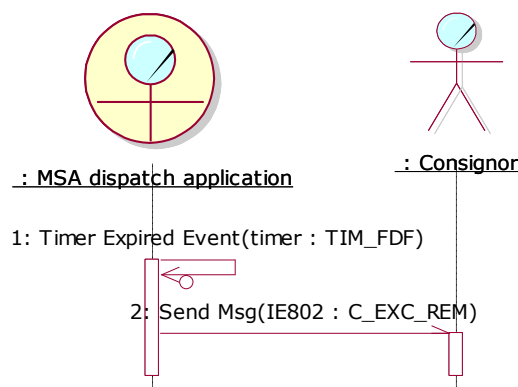 : MSA dispatch application
: Consignor
1: Timer Expired Event(timer : TIM_FDF)
2: Send Msg(IE802 : C_EXC_REM)